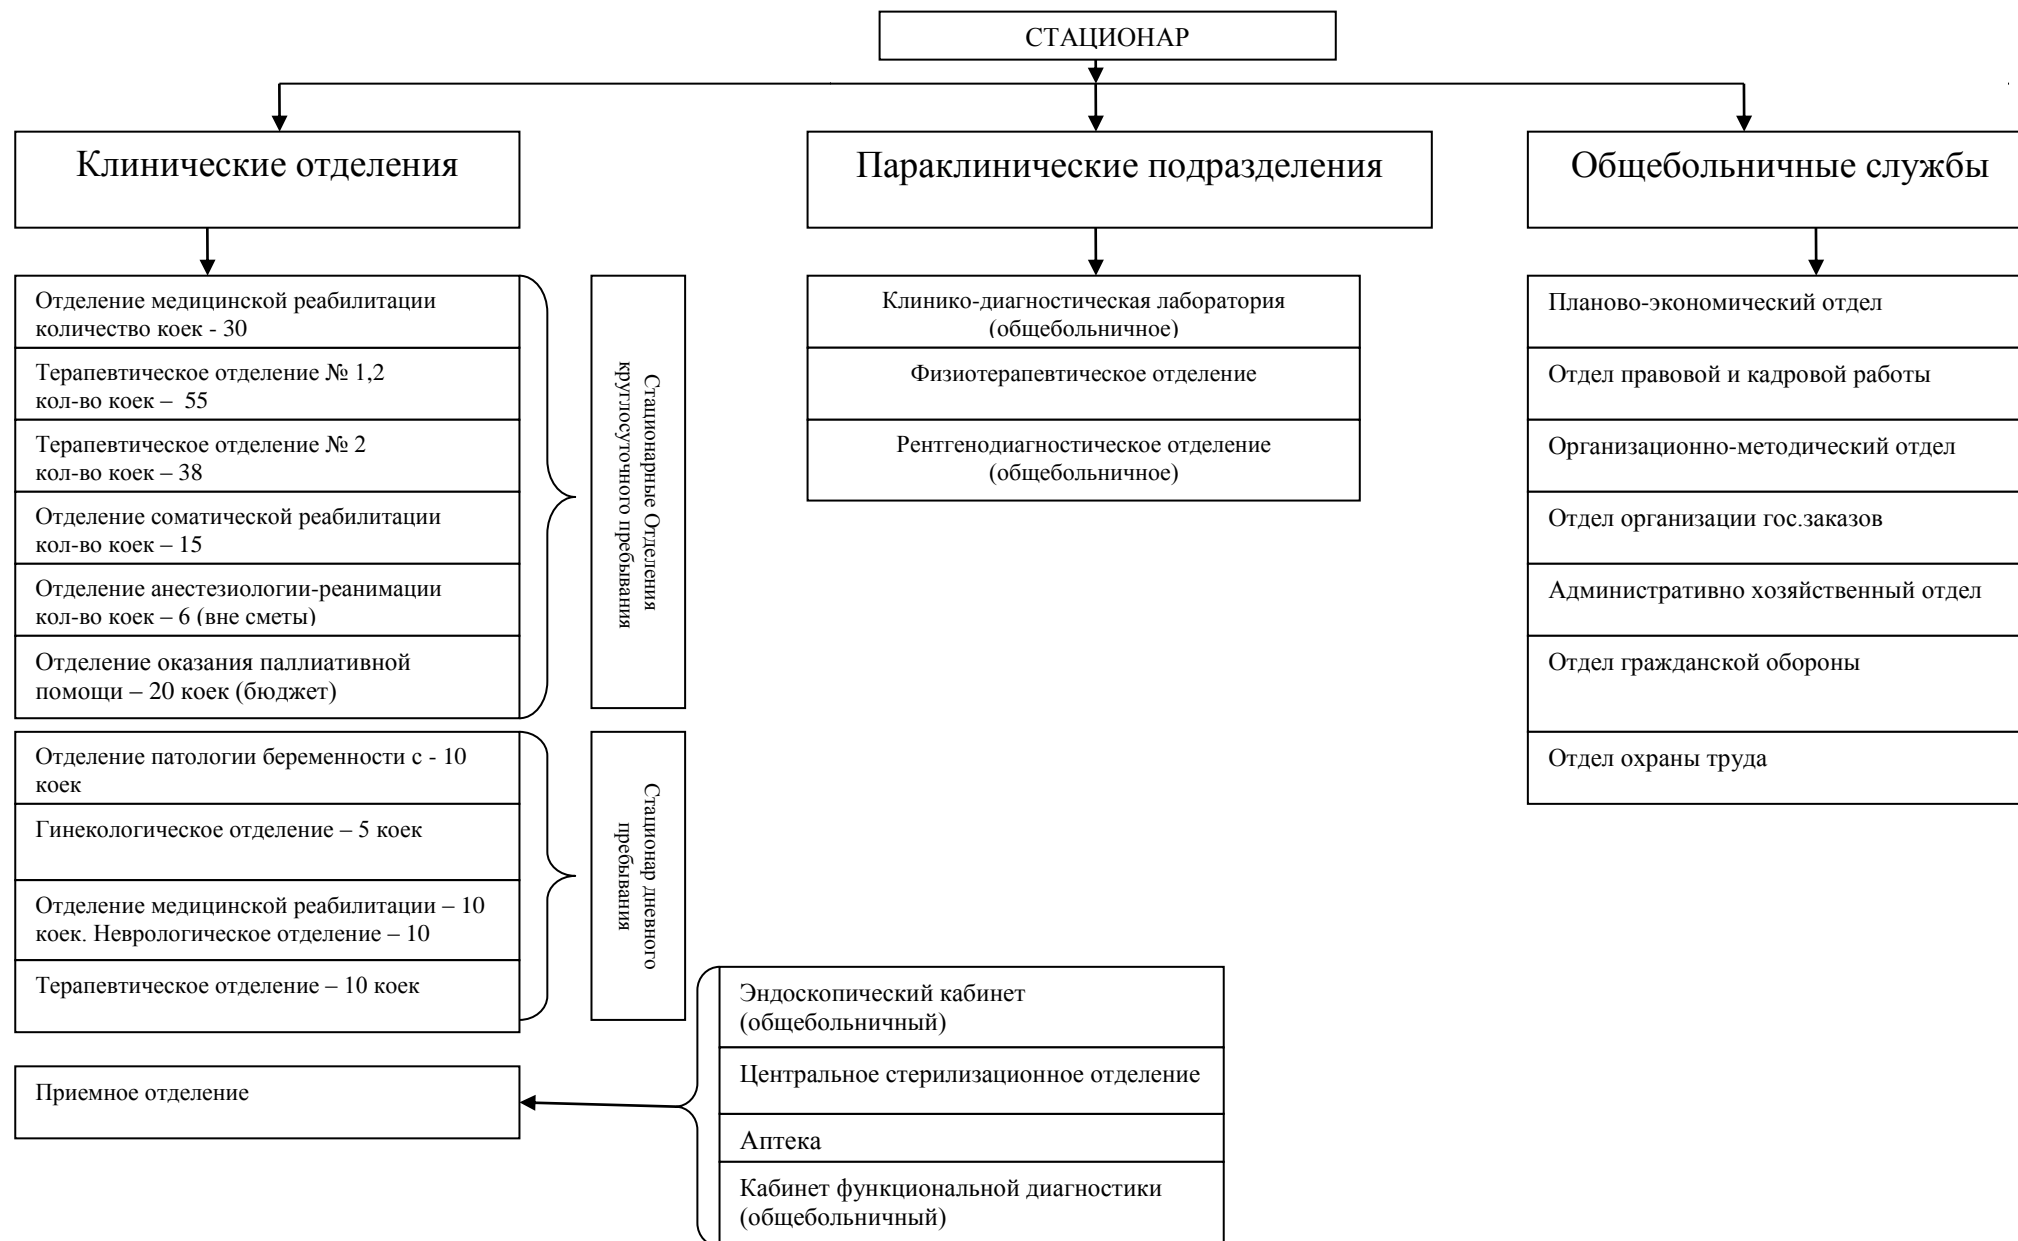 СТАЦИОНАР
Клинические отделения
Параклинические подразделения
Общебольничные службы
Отделение медицинской реабилитации
количество коек - 30
Терапевтическое отделение № 1,2
кол-во коек – 55
Терапевтическое отделение № 2
кол-во коек – 38
Отделение соматической реабилитации
кол-во коек – 15
Отделение анестезиологии-реанимации
кол-во коек – 6 (вне сметы)
Отделение оказания паллиативной
помощи – 20 коек (бюджет)
Стационарные Отделения
круглосуточного пребывания
Отделение патологии беременности с - 10
коек
Гинекологическое отделение – 5 коек
Отделение медицинской реабилитации – 10
коек. Неврологическое отделение – 10
Терапевтическое отделение – 10 коек
Стационар дневного
пребывания
Приемное отделение
Эндоскопический кабинет
(общебольничный)
Центральное стерилизационное отделение
Аптека
Кабинет функциональной диагностики
(общебольничный)
Клинико-диагностическая лаборатория
(общебольничное)
Физиотерапевтическое отделение
Рентгенодиагностическое отделение
(общебольничное)
Планово-экономический отдел
Отдел правовой и кадровой работы
Организационно-методический отдел
Отдел организации гос.заказов
Административно хозяйственный отдел
Отдел гражданской обороны
Отдел охраны труда